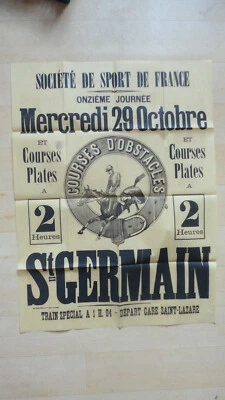 SOCIÉTÉ DE SPORT DE FRANCE
ONZIÈME JOURNÉE
Mercredi 29 Octobre
ET
Courses
Plates
A
2
Heures
COURSES D'OBSTACLES
ET
Courses
Plates
A
2
Heures
St GERMAIN
TRAIN SPÉCIAL A 1 H. 04 - DÉPART GARE SAINT-LAZARE